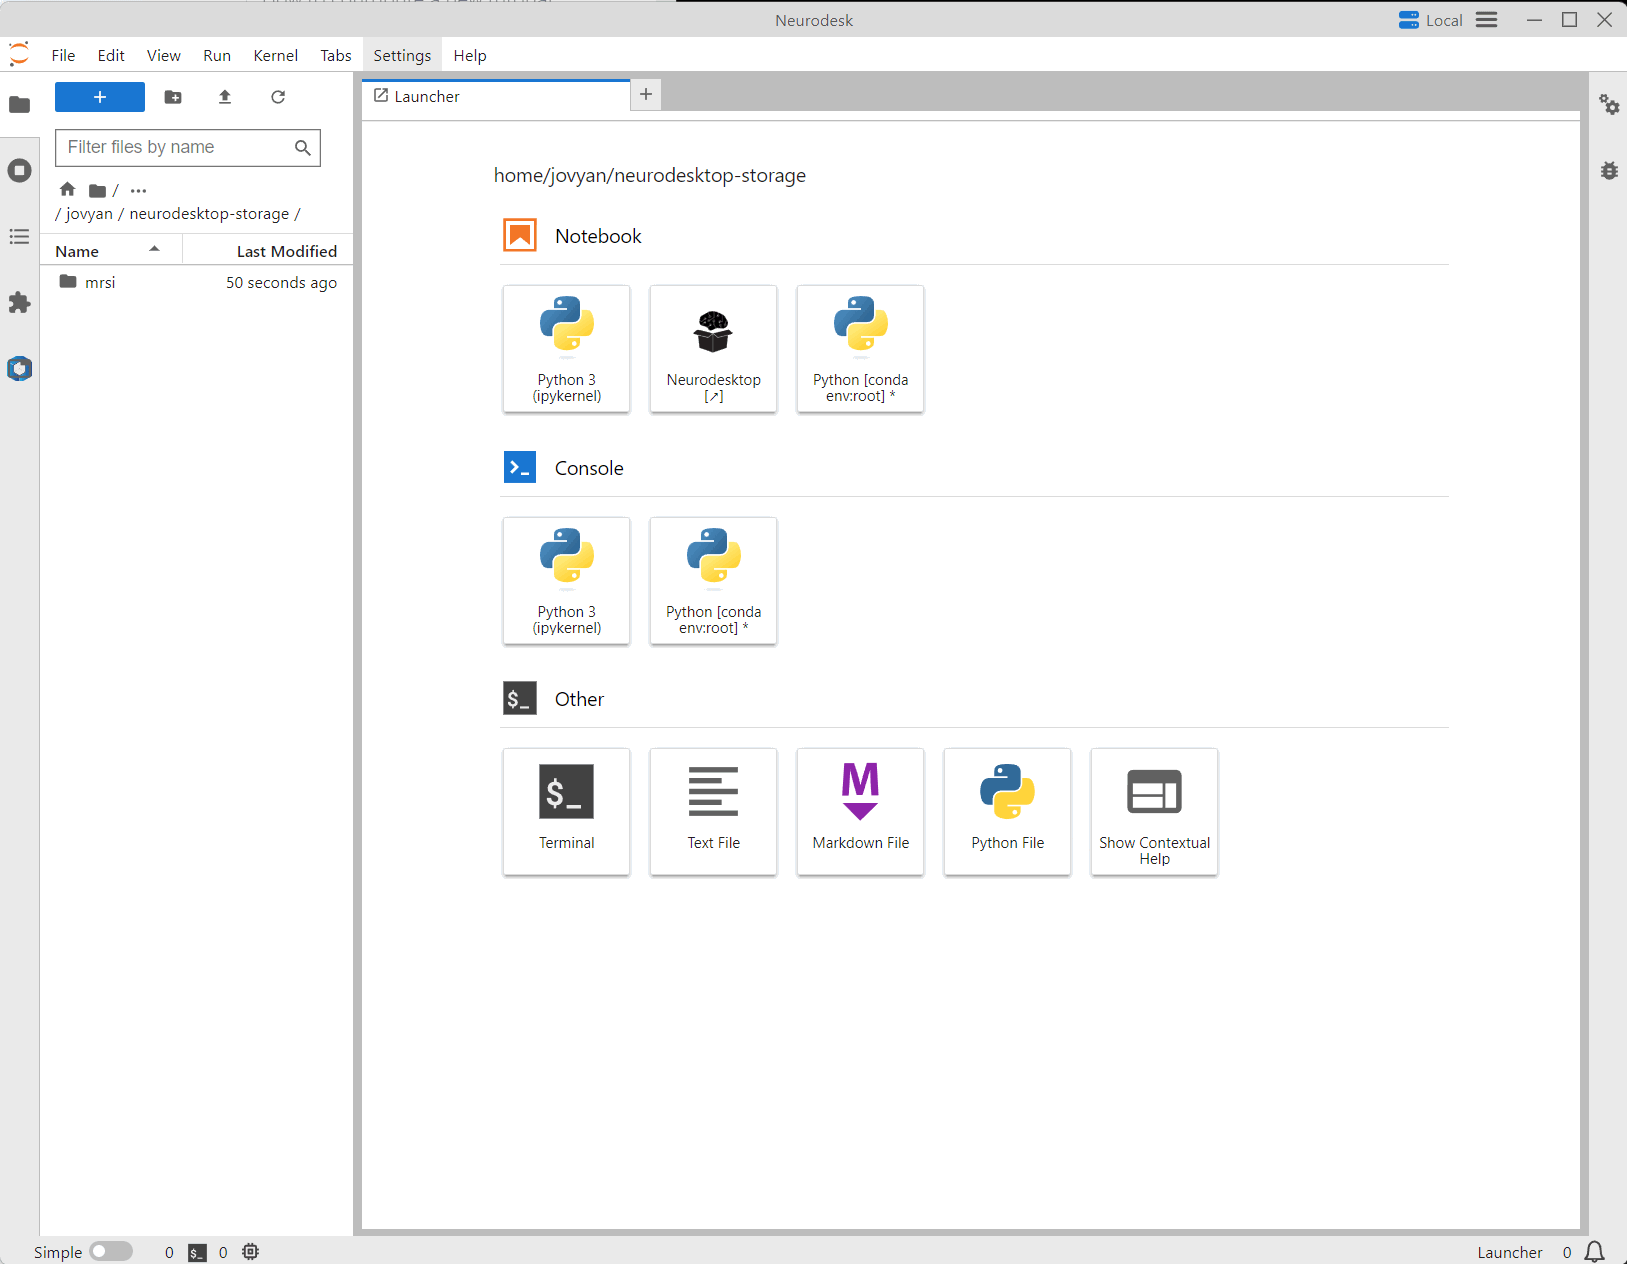 Neurodesk
Local
File Edit View Run Kernel Tabs Settings Help
+
Launcher
+
Filter files by name
/ ...
/ jovyan / neurodesktop-storage /
Name Last Modified
mrsi 50 seconds ago
home/jovyan/neurodesktop-storage
Notebook
Python 3
(ipykernel)
Neurodesktop
[↗]
Python [conda
env:root] *
>_ Console
Python 3
(ipykernel)
Python [conda
env:root] *
$_ Other
$_
Terminal
Text File
M
Markdown File
Python File
Show Contextual
Help
Simple 0 $_ 0
Launcher 0